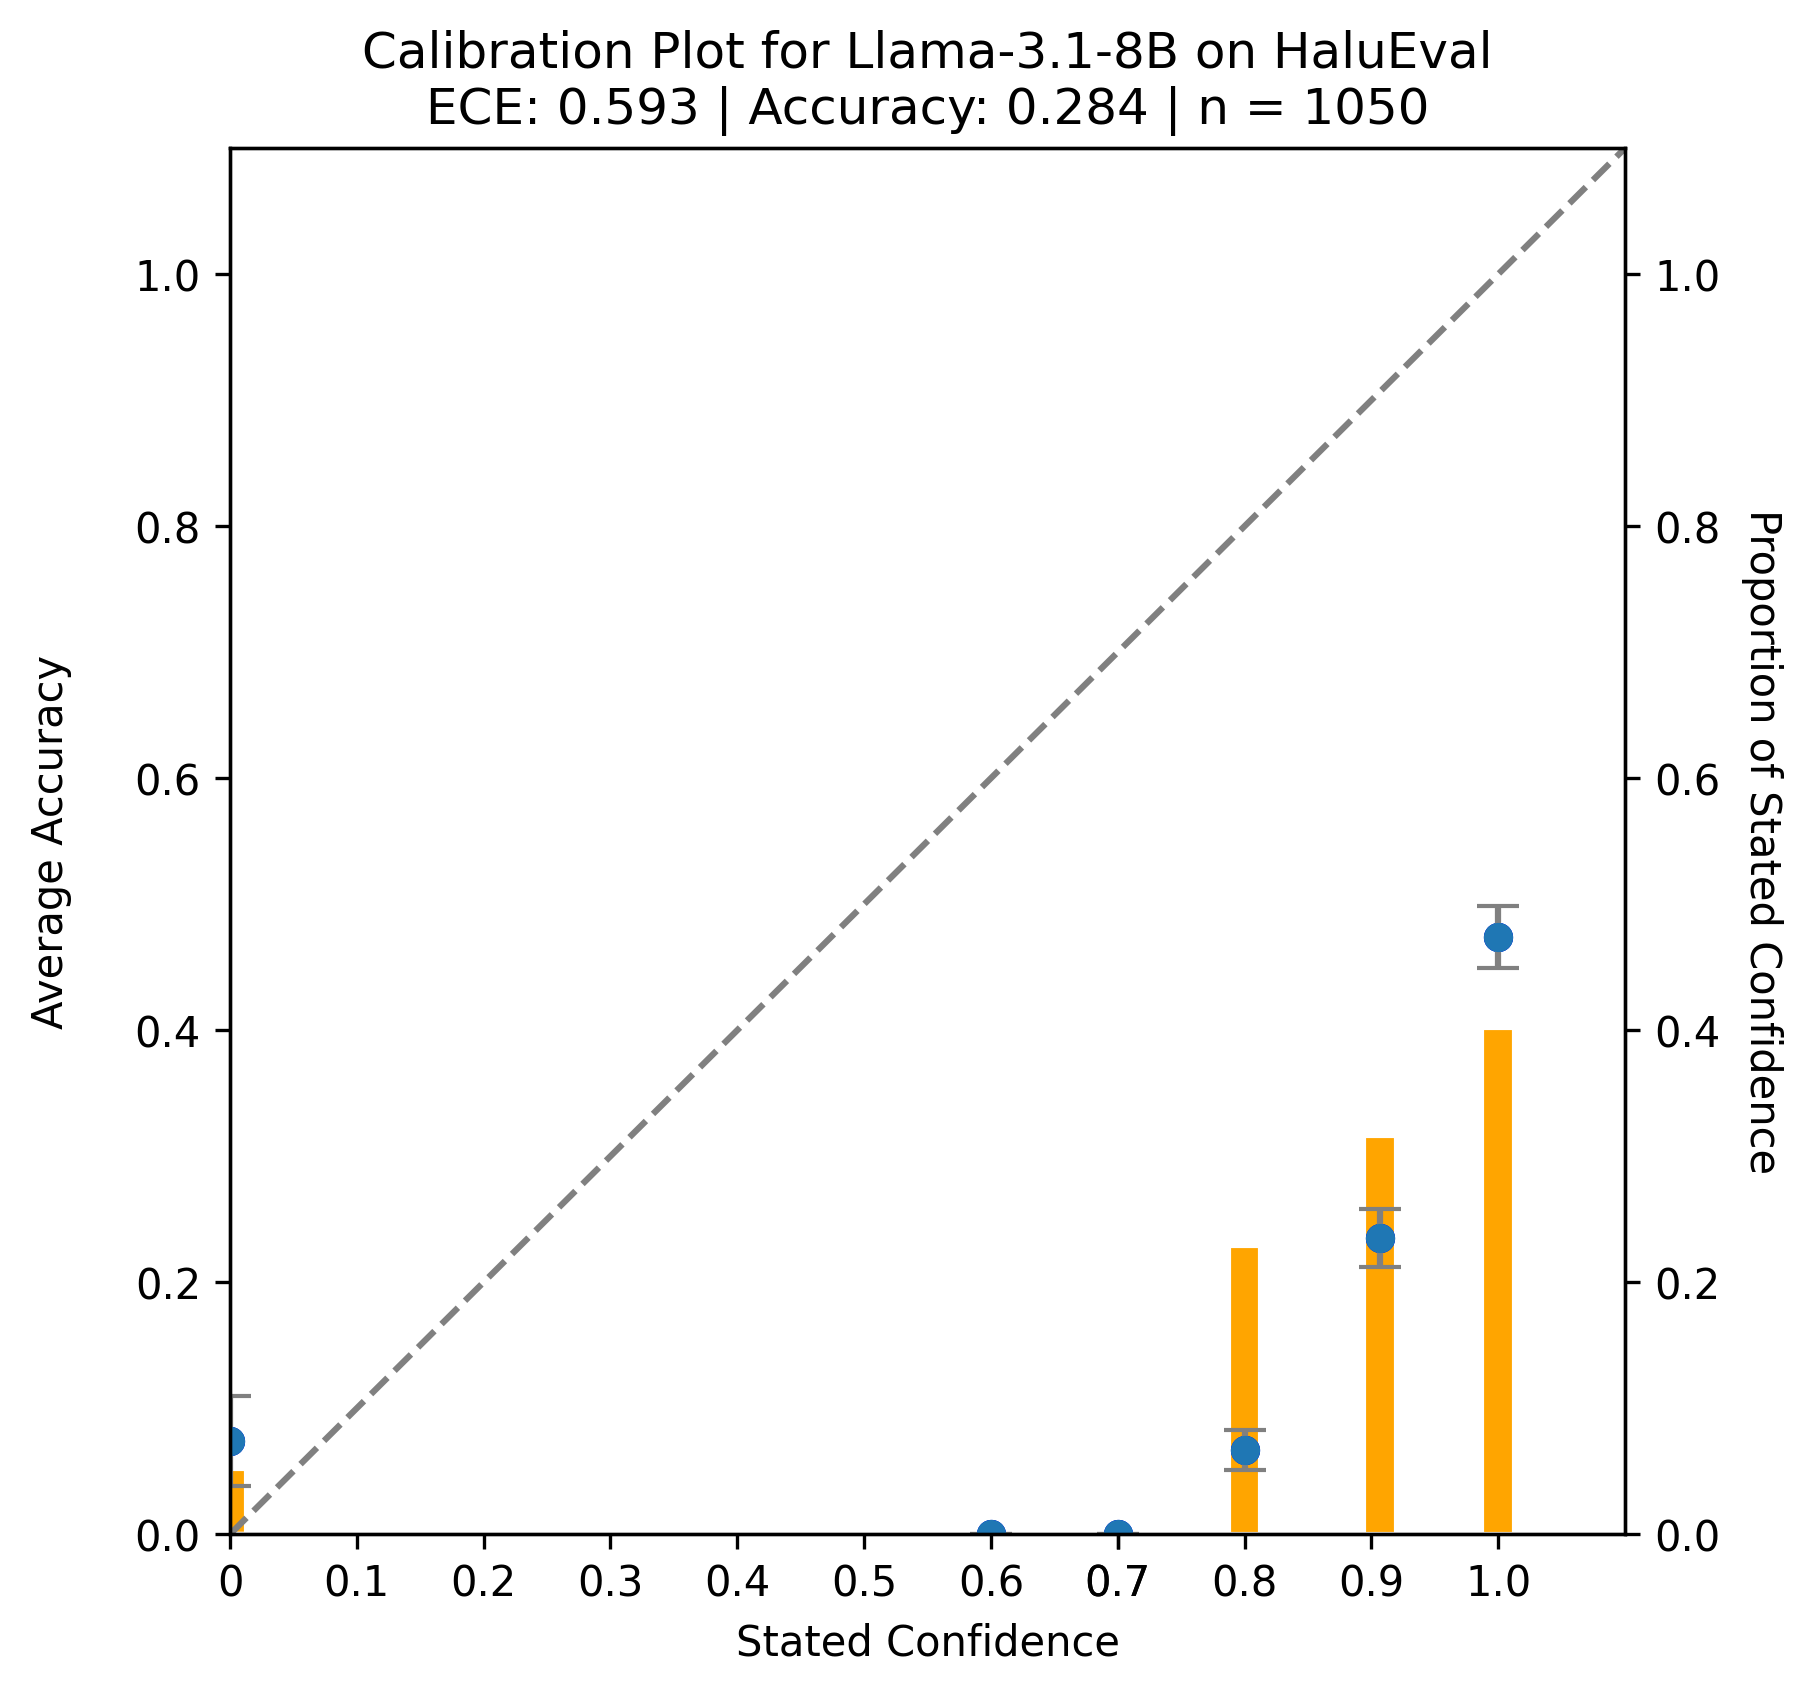 Calibration Plot for Llama-3.1-8B on HaluEval
ECE: 0.593 | Accuracy: 0.284 | n = 1050
1.0
0.8
0.6
0.4
0.2
0.0
Average Accuracy
1.0
0.8
0.6
0.4
0.2
0.0
Proportion of Stated Confidence
0 0.1 0.2 0.3 0.4 0.5 0.6 0.7 0.8 0.9 1.0
Stated Confidence